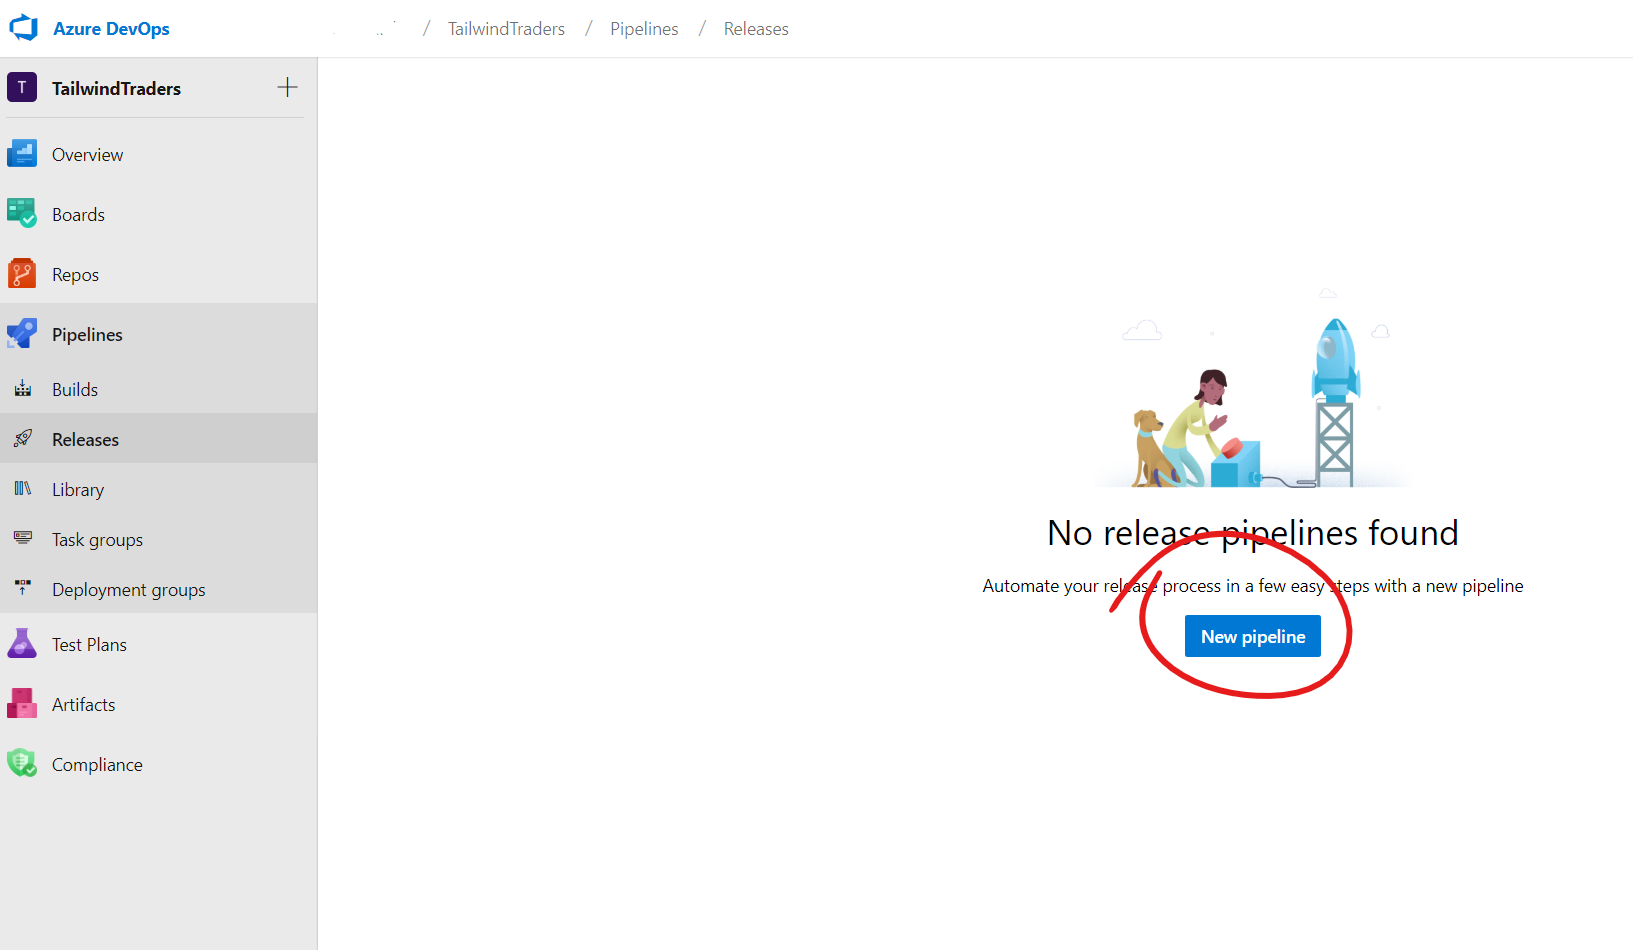 Azure DevOps
/ TailwindTraders / Pipelines / Releases
T TailwindTraders
Overview
Boards
Repos
Pipelines
Builds
Releases
Library
Task groups
Deployment groups
Test Plans
Artifacts
Compliance
No release pipelines found
Automate your release process in a few easy steps with a new pipeline
New pipeline